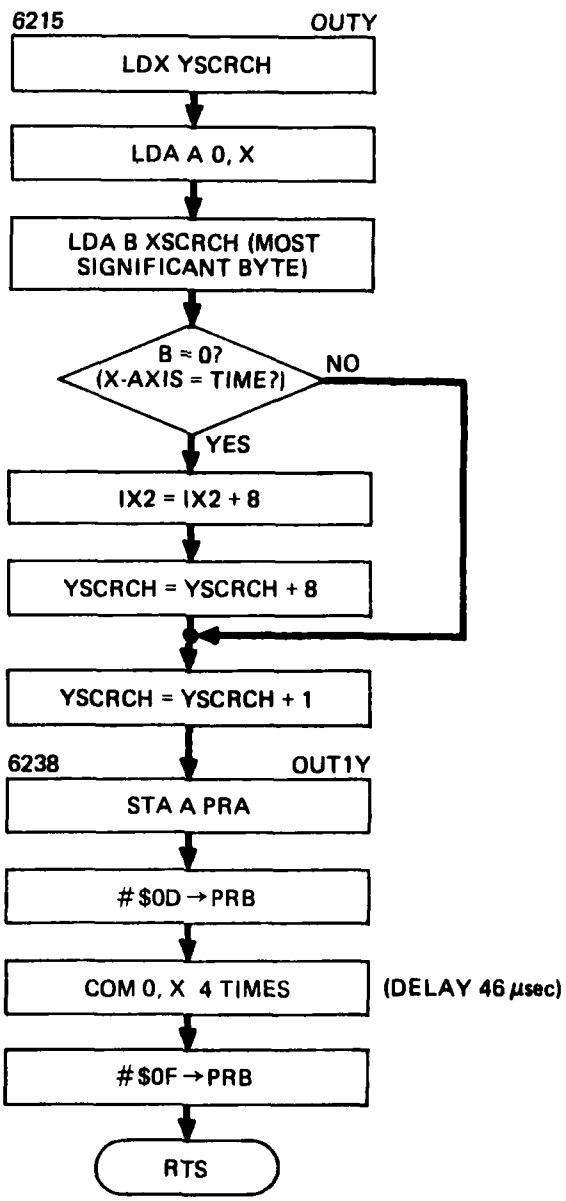 6215 OUTY
LDX YSCRCH
LDA A 0, X
LDA B XSCRCH (MOST
SIGNIFICANT BYTE)
B = 0?
(X-AXIS = TIME?)
NO
YES
IX2 = IX2 + 8
YSCRCH = YSCRCH + 8
YSCRCH = YSCRCH + 1
6238 OUT1Y
STA A PRA
#$0D→PRB
COM 0, X 4 TIMES (DELAY 46 μsec)
#$0F→PRB
RTS